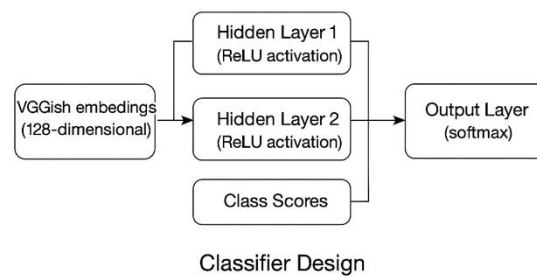 Hidden Layer 1
(ReLU activation)
VGGish embedings
(128-dimensional)
Hidden Layer 2
(ReLU activation)
Output Layer
(softmax)
Class Scores
Classifier Design